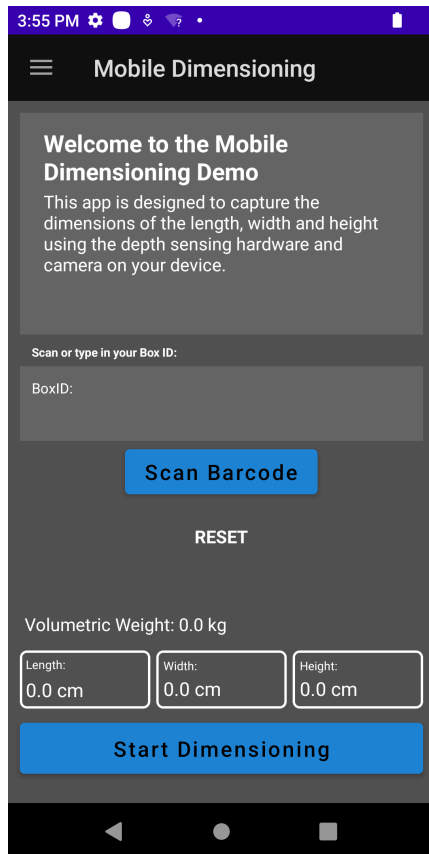 3:55 PM
Mobile Dimensioning
Welcome to the Mobile
Dimensioning Demo
This app is designed to capture the
dimensions of the length, width and height
using the depth sensing hardware and
camera on your device.
Scan or type in your Box ID:
BoxID:
Scan Barcode
RESET
Volumetric Weight: 0.0 kg
Length: Width: Height:
0.0 cm 0.0 cm 0.0 cm
Start Dimensioning